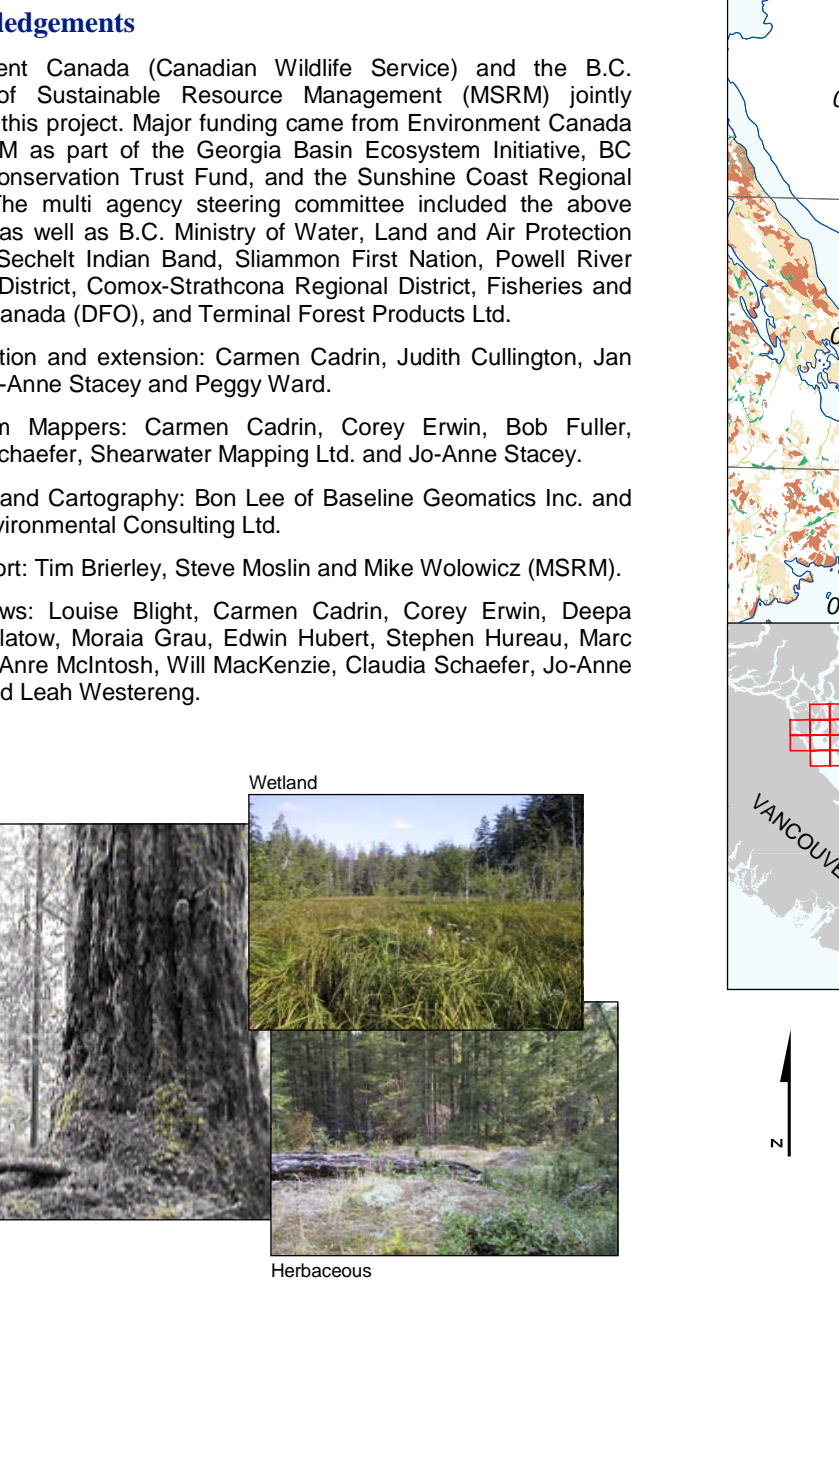 ledgements
ent Canada (Canadian Wildlife Service) and the B.C.
of Sustainable Resource Management (MSRM) jointly
this project. Major funding came from Environment Canada
M as part of the Georgia Basin Ecosystem Initiative, BC
onservation Trust Fund, and the Sunshine Coast Regional
The multi agency steering committee included the above
as well as B.C. Ministry of Water, Land and Air Protection
Sechelt Indian Band, Sliammon First Nation, Powell River
District, Comox-Strathcona Regional District, Fisheries and
anada (DFO), and Terminal Forest Products Ltd.
tion and extension: Carmen Cadrin, Judith Cullington, Jan
-Anne Stacey and Peggy Ward.
m Mappers: Carmen Cadrin, Corey Erwin, Bob Fuller,
chaefer, Shearwater Mapping Ltd. and Jo-Anne Stacey.
and Cartography: Bon Lee of Baseline Geomatics Inc. and
vironmental Consulting Ltd.
ort: Tim Brierley, Steve Moslin and Mike Wolowicz (MSRM).
ws: Louise Blight, Carmen Cadrin, Corey Erwin, Deepa
latow, Moraia Grau, Edwin Hubert, Stephen Hureau, Marc
Anre McIntosh, Will MacKenzie, Claudia Schaefer, Jo-Anne
d Leah Westereng.
Wetland
Herbaceous
0
0
0
VANCOUVE
N